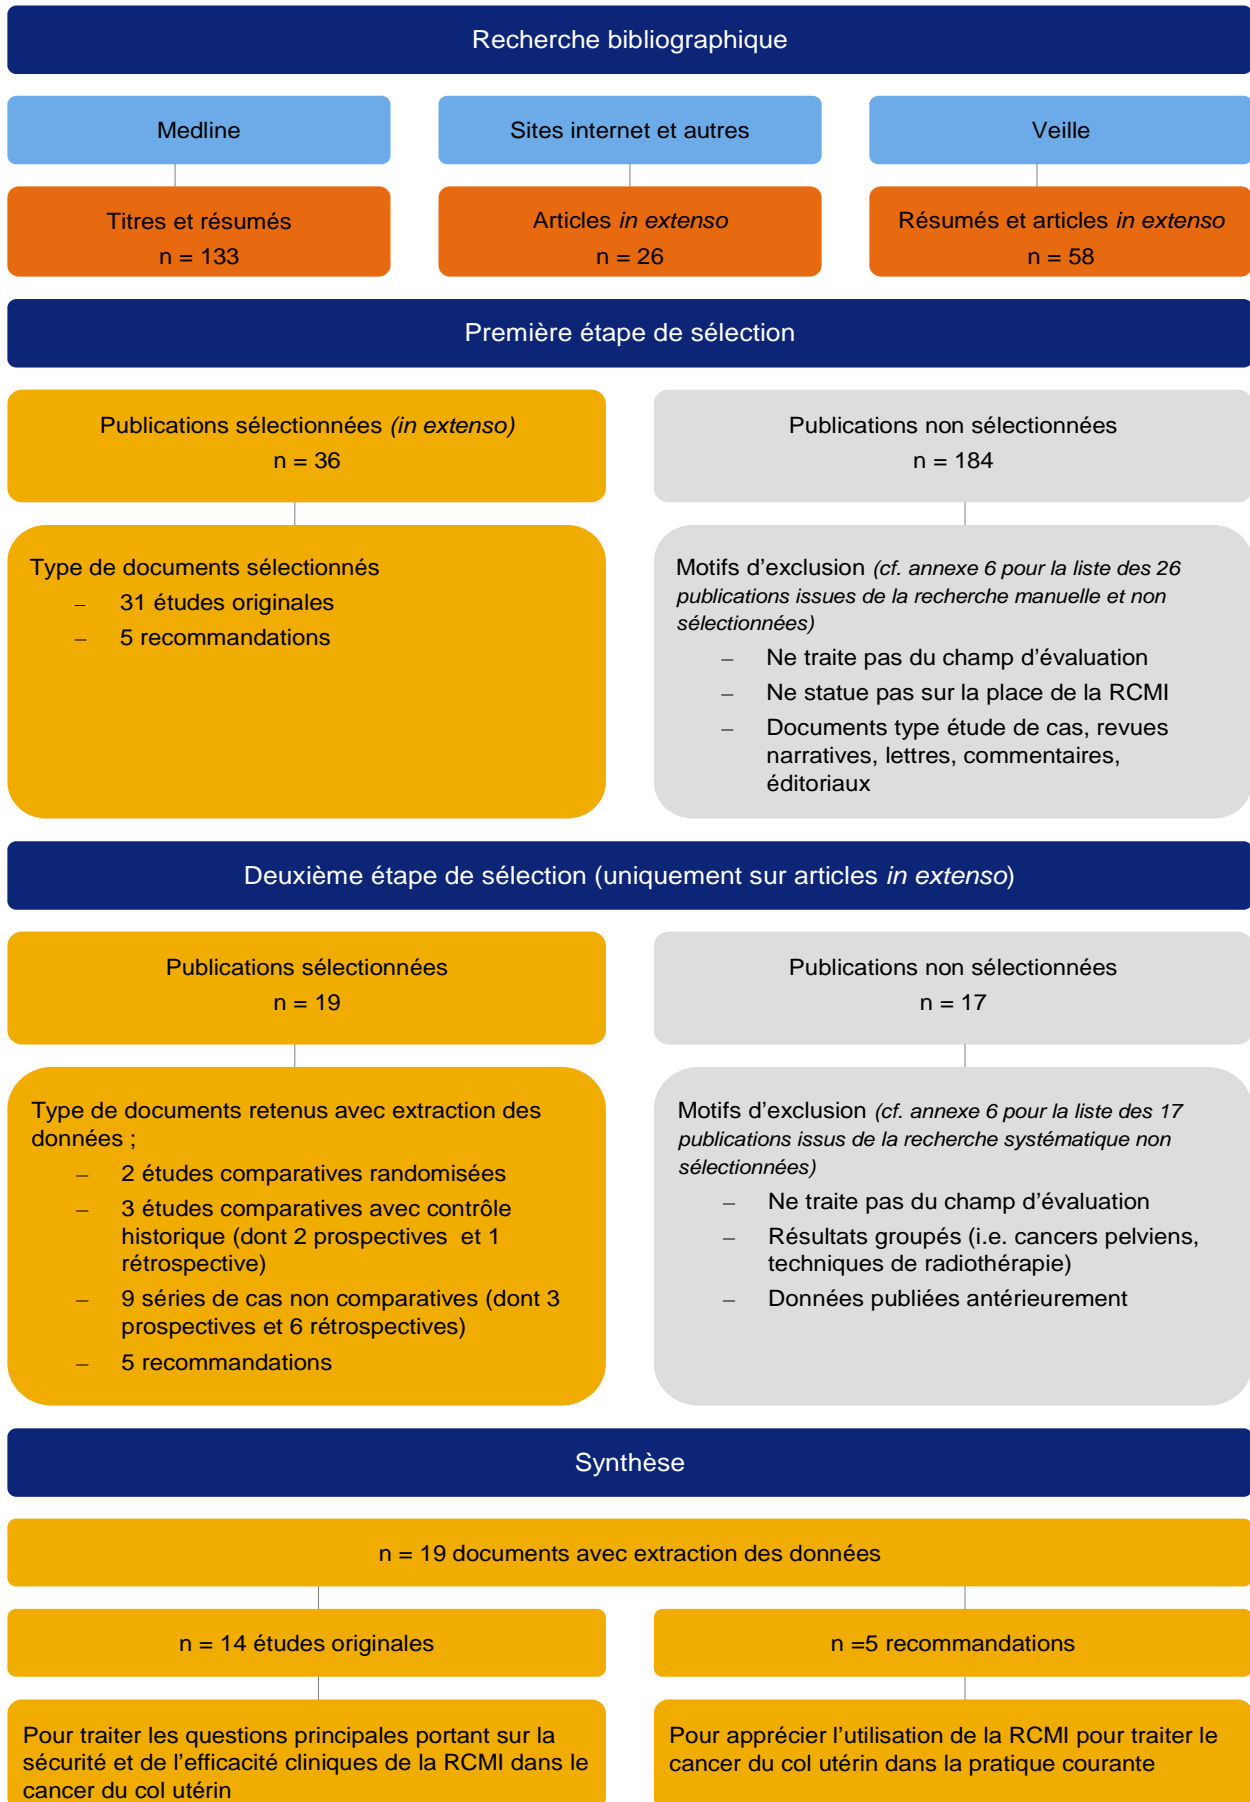 Recherche bibliographique
Medline
Sites internet et autres
Veille
Titres et résumés
n = 133
Articles in extenso
n = 26
Résumés et articles in extenso
n = 58
Première étape de sélection
Publications sélectionnées (in extenso)
n = 36
Publications non sélectionnées
n = 184
Type de documents sélectionnés
– 31 études originales
– 5 recommandations
Motifs d'exclusion (cf. annexe 6 pour la liste des 26
publications issues de la recherche manuelle et non
sélectionnées)
– Ne traite pas du champ d'évaluation
– Ne statue pas sur la place de la RCMI
– Documents type étude de cas, revues
narratives, lettres, commentaires,
éditoriaux
Deuxième étape de sélection (uniquement sur articles in extenso)
Publications sélectionnées
n = 19
Publications non sélectionnées
n = 17
Type de documents retenus avec extraction des
données ;
– 2 études comparatives randomisées
– 3 études comparatives avec contrôle
historique (dont 2 prospectives et 1
rétrospective)
– 9 séries de cas non comparatives (dont 3
prospectives et 6 rétrospectives)
– 5 recommandations
Motifs d'exclusion (cf. annexe 6 pour la liste des 17
publications issus de la recherche systématique non
sélectionnées)
– Ne traite pas du champ d'évaluation
– Résultats groupés (i.e. cancers pelviens,
techniques de radiothérapie)
– Données publiées antérieurement
Synthèse
n = 19 documents avec extraction des données
n = 14 études originales
n =5 recommandations
Pour traiter les questions principales portant sur la
sécurité et de l'efficacité cliniques de la RCMI dans le
cancer du col utérin
Pour apprécier l'utilisation de la RCMI pour traiter le
cancer du col utérin dans la pratique courante